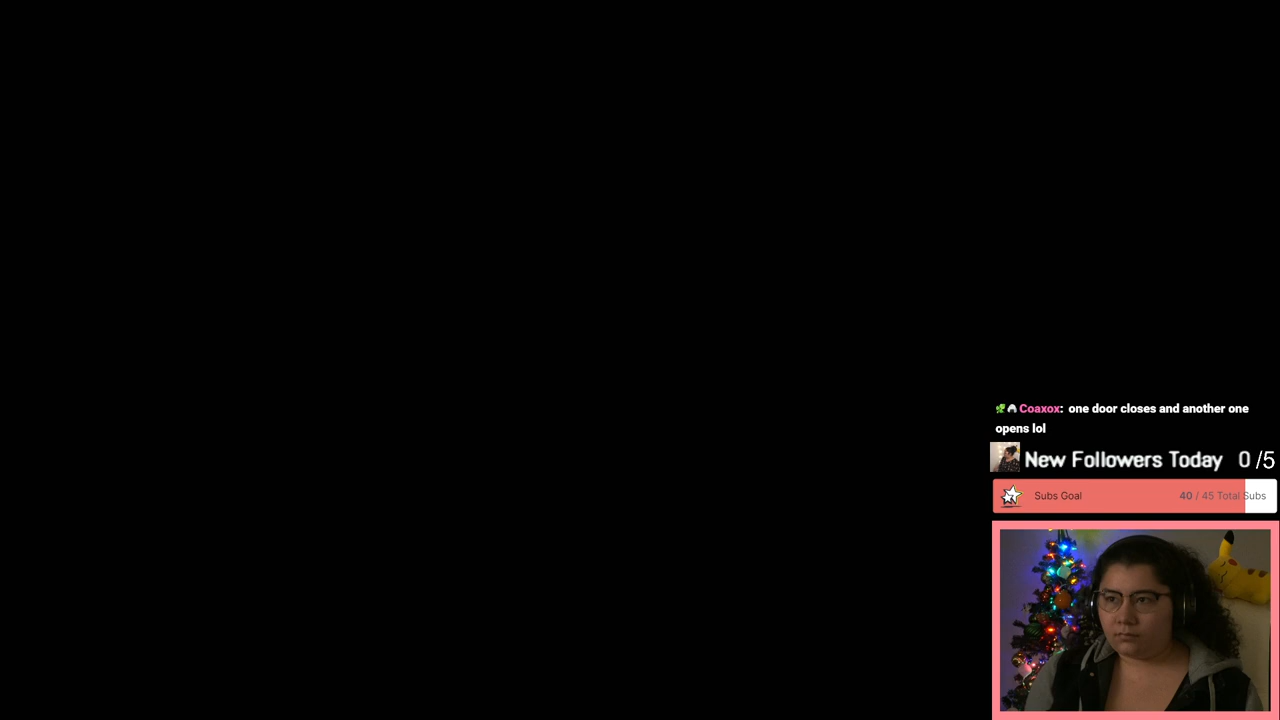 Coaxox: one door closes and another one
opens lol
New Followers Today 0 /5
Subs Goal 40 / 45 Total Subs